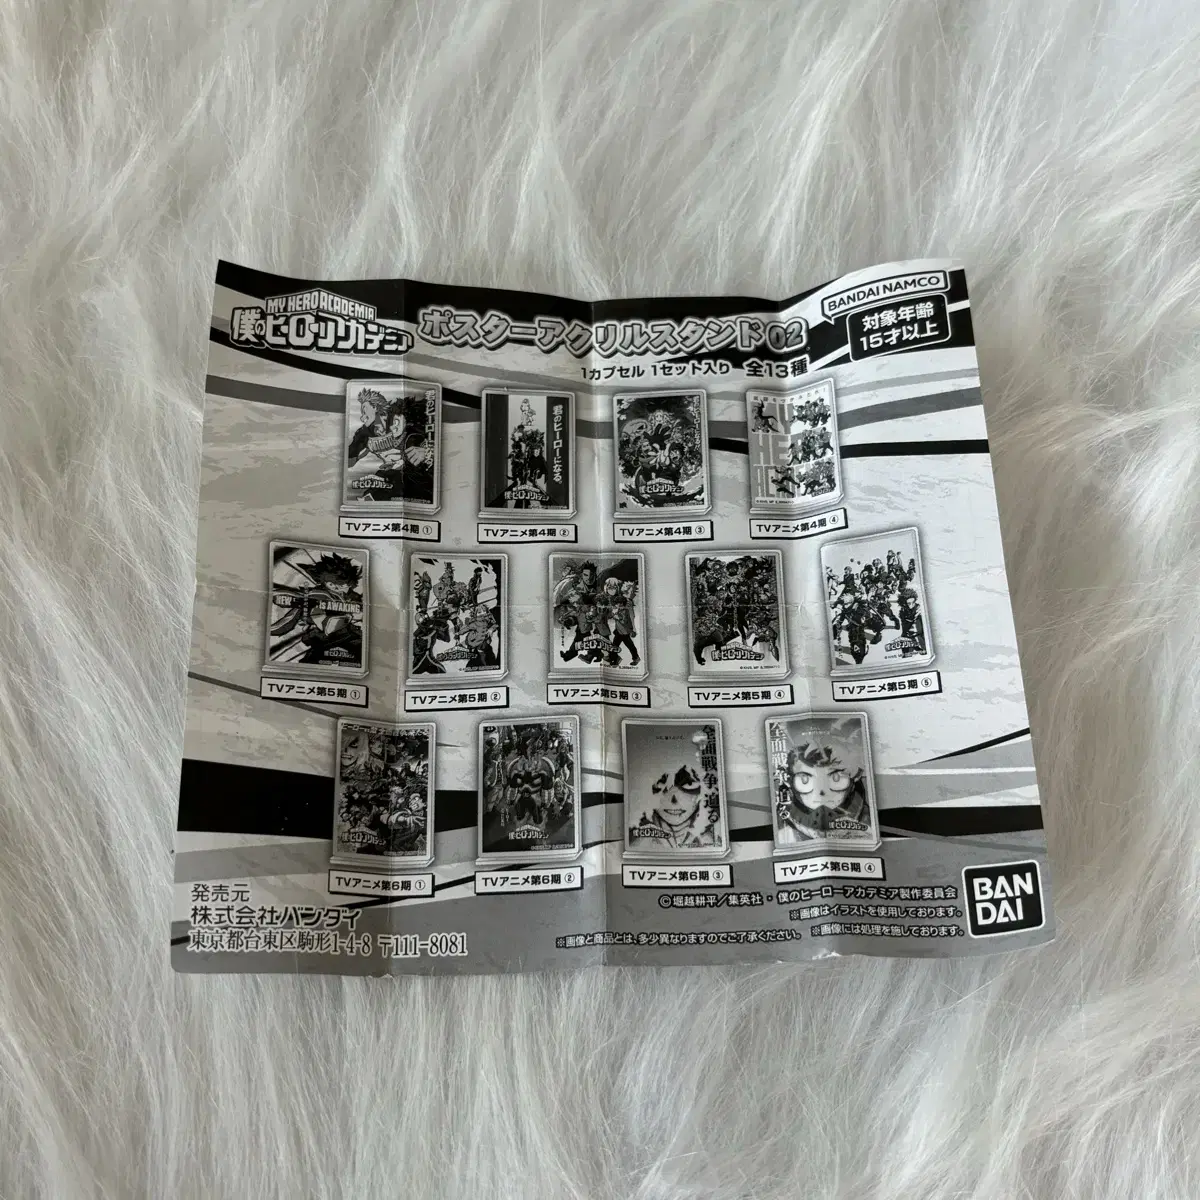 MY HERO ACADEMIA
僕のヒーローアカデミア
ポスターアクリルスタンド02
BANDAI NAMCO
対象年齢
15才以上
1カプセル 1セット入り 全13種
君のヒーローになる。
君のヒーローになる。
TVアニメ第4期 ①
TVアニメ第4期 ②
TVアニメ第4期 ③
TVアニメ第4期 ④
NEW
is AWAKING
TVアニメ第5期 ①
TVアニメ第5期 ②
TVアニメ第5期 ③
TVアニメ第5期 ④
TVアニメ第5期 ⑤
全面戦争、迫る。
全面戦争、迫る。
TVアニメ第6期 ①
TVアニメ第6期 ②
TVアニメ第6期 ③
TVアニメ第6期 ④
発売元
株式会社バンダイ
東京都台東区駒形1-4-8 〒111-8081
©堀越耕平／集英社・僕のヒーローアカデミア製作委員会
※画像はイラストを使用しております。
※画像と商品とは、多少異なりますのでご了承ください。 ※画像には処理を施しております。
BAN
DAI